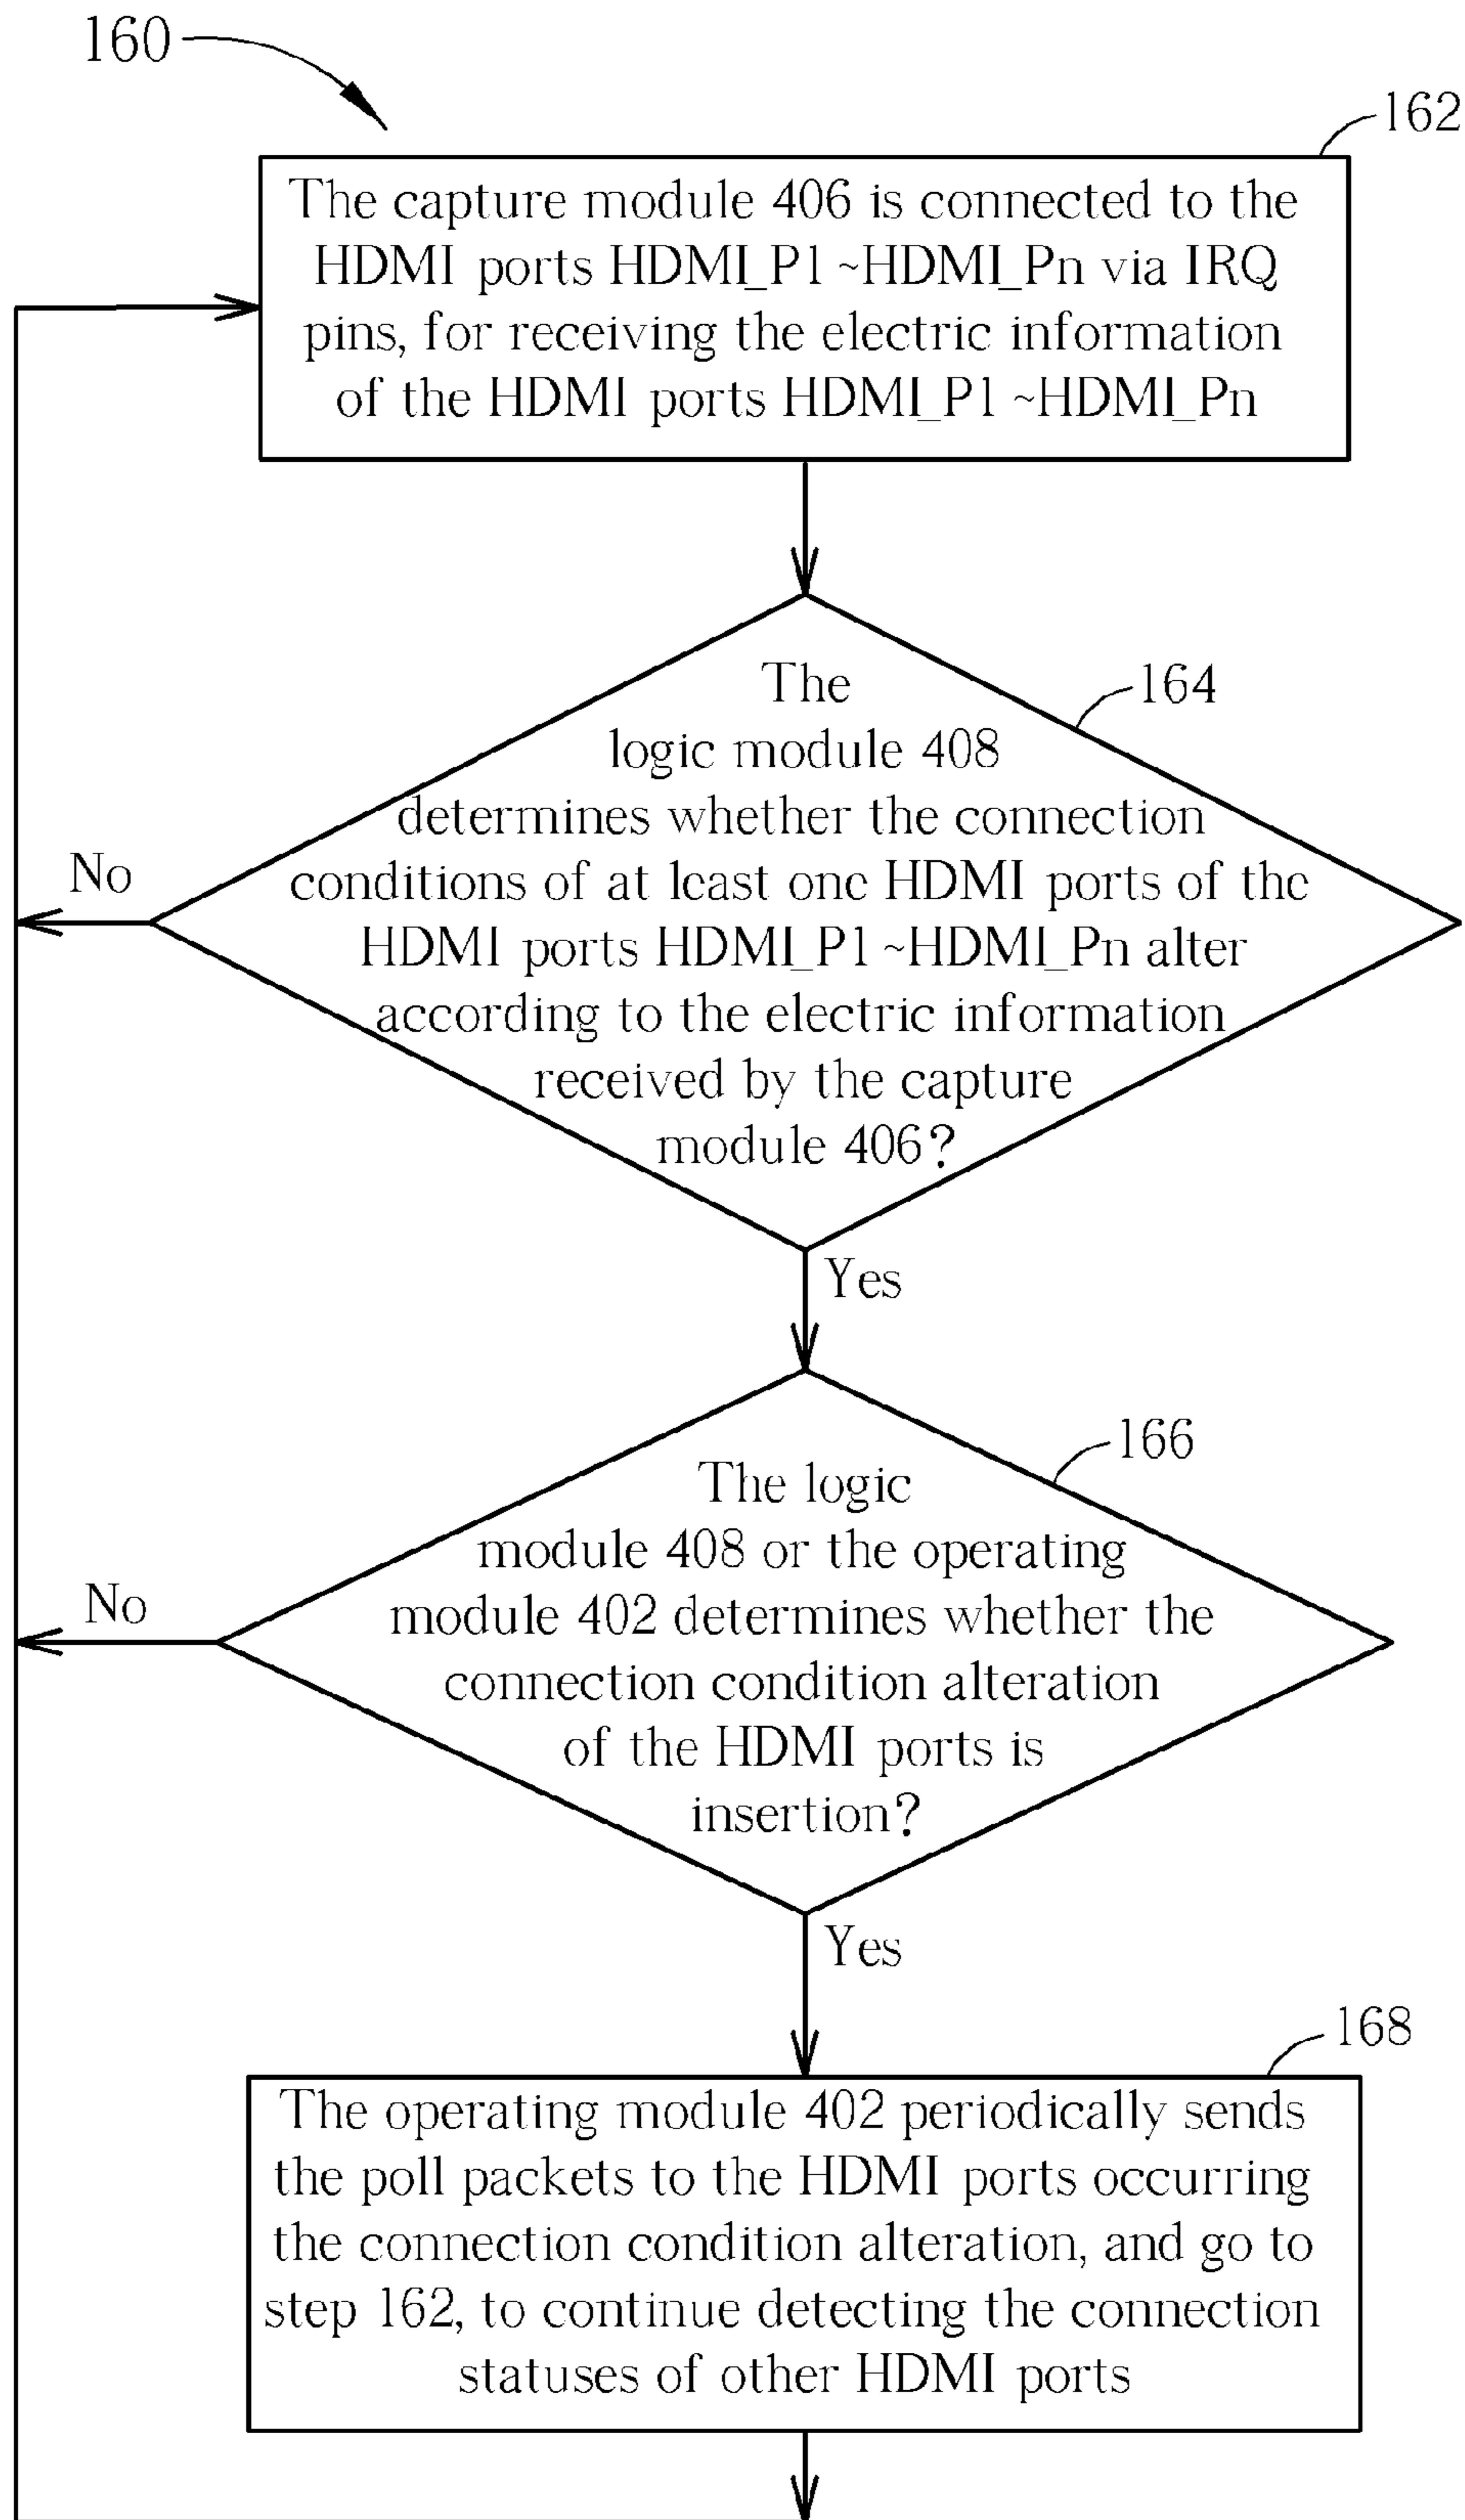 160
162
The capture module 406 is connected to the
HDMI ports HDMI_P1 ~HDMI_Pn via IRQ
pins, for receiving the electric information
of the HDMI ports HDMI_P1 ~HDMI_Pn
164
The
logic module 408
determines whether the connection
conditions of at least one HDMI ports of the
HDMI ports HDMI_P1 ~HDMI_Pn alter
according to the electric information
received by the capture
module 406?
No
Yes
166
The logic
module 408 or the operating
module 402 determines whether the
connection condition alteration
of the HDMI ports is
insertion?
No
Yes
168
The operating module 402 periodically sends
the poll packets to the HDMI ports occurring
the connection condition alteration, and go to
step 162, to continue detecting the connection
statuses of other HDMI ports